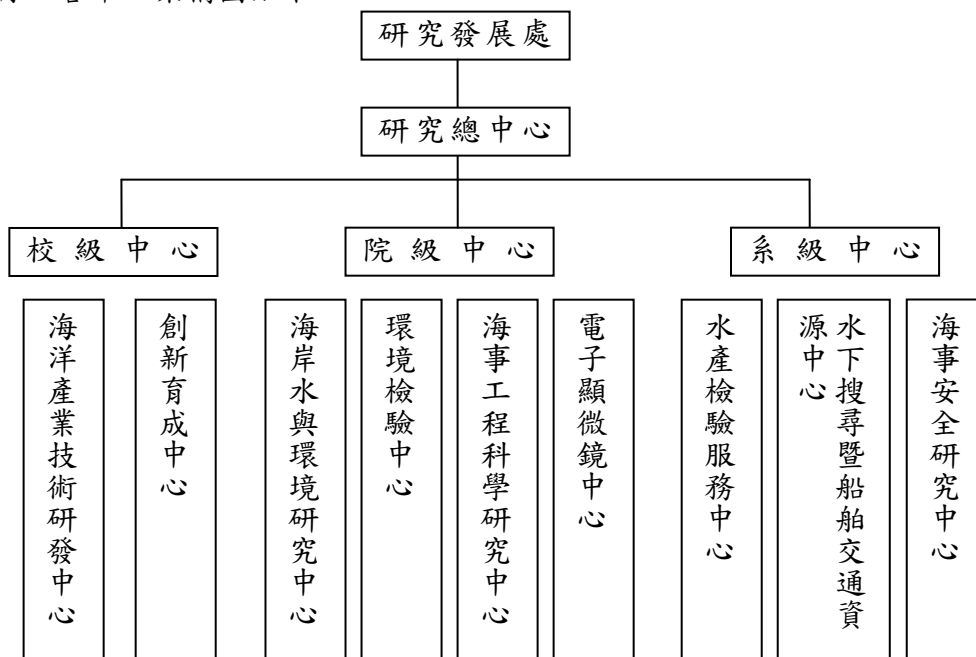 研究發展處
研究總中心
校級中心
院級中心
系級中心
海洋產業技術研發中心
創新育成中心
海岸水與環境研究中心
環境檢驗中心
海事工程科學研究中心
電子顯微鏡中心
水產檢驗服務中心
水下搜尋暨船舶交通資
源中心
海事安全研究中心